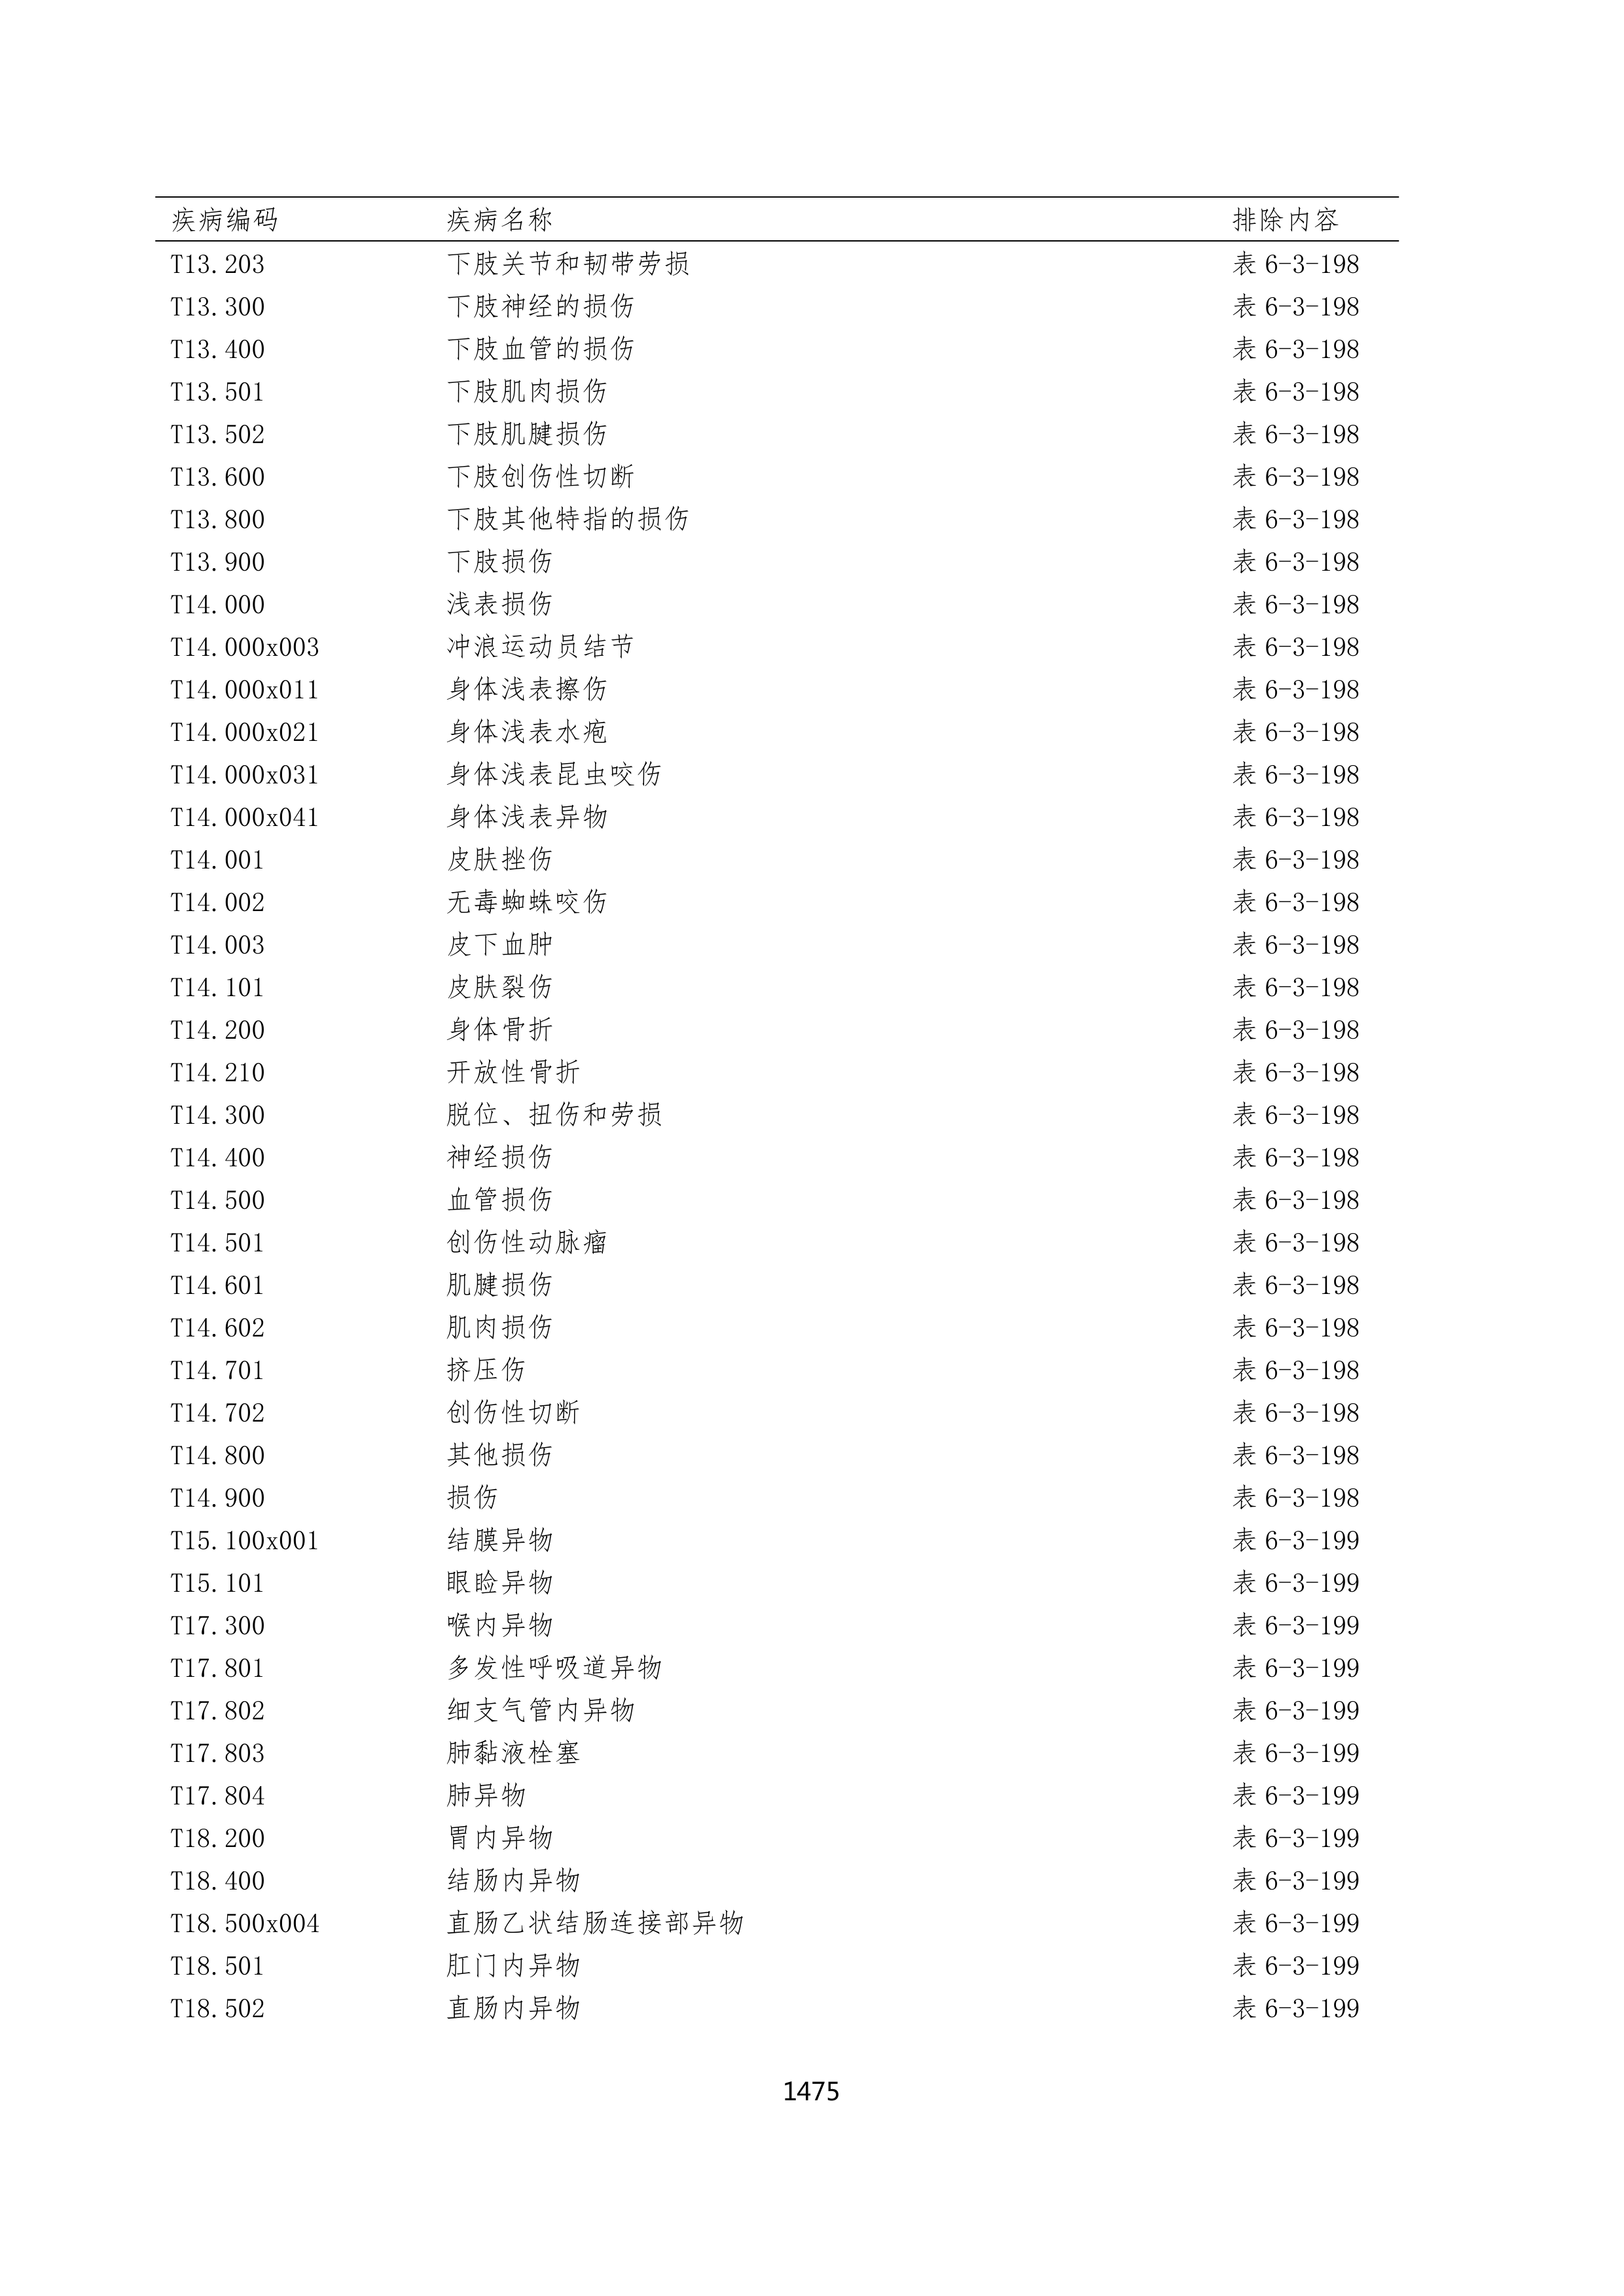 疾病编码 疾病名称 排除内容
T13.203 下肢关节和韧带劳损 表 6-3-198
T13.300 下肢神经的损伤 表 6-3-198
T13.400 下肢血管的损伤 表 6-3-198
T13.501 下肢肌肉损伤 表 6-3-198
T13.502 下肢肌腱损伤 表 6-3-198
T13.600 下肢创伤性切断 表 6-3-198
T13.800 下肢其他特指的损伤 表 6-3-198
T13.900 下肢损伤 表 6-3-198
T14.000 浅表损伤 表 6-3-198
T14.000x003 冲浪运动员结节 表 6-3-198
T14.000x011 身体浅表擦伤 表 6-3-198
T14.000x021 身体浅表水疱 表 6-3-198
T14.000x031 身体浅表昆虫咬伤 表 6-3-198
T14.000x041 身体浅表异物 表 6-3-198
T14.001 皮肤挫伤 表 6-3-198
T14.002 无毒蜘蛛咬伤 表 6-3-198
T14.003 皮下血肿 表 6-3-198
T14.101 皮肤裂伤 表 6-3-198
T14.200 身体骨折 表 6-3-198
T14.210 开放性骨折 表 6-3-198
T14.300 脱位、扭伤和劳损 表 6-3-198
T14.400 神经损伤 表 6-3-198
T14.500 血管损伤 表 6-3-198
T14.501 创伤性动脉瘤 表 6-3-198
T14.601 肌腱损伤 表 6-3-198
T14.602 肌肉损伤 表 6-3-198
T14.701 挤压伤 表 6-3-198
T14.702 创伤性切断 表 6-3-198
T14.800 其他损伤 表 6-3-198
T14.900 损伤 表 6-3-198
T15.100x001 结膜异物 表 6-3-199
T15.101 眼睑异物 表 6-3-199
T17.300 喉内异物 表 6-3-199
T17.801 多发性呼吸道异物 表 6-3-199
T17.802 细支气管内异物 表 6-3-199
T17.803 肺黏液栓塞 表 6-3-199
T17.804 肺异物 表 6-3-199
T18.200 胃内异物 表 6-3-199
T18.400 结肠内异物 表 6-3-199
T18.500x004 直肠乙状结肠连接部异物 表 6-3-199
T18.501 肛门内异物 表 6-3-199
T18.502 直肠内异物 表 6-3-199
1475